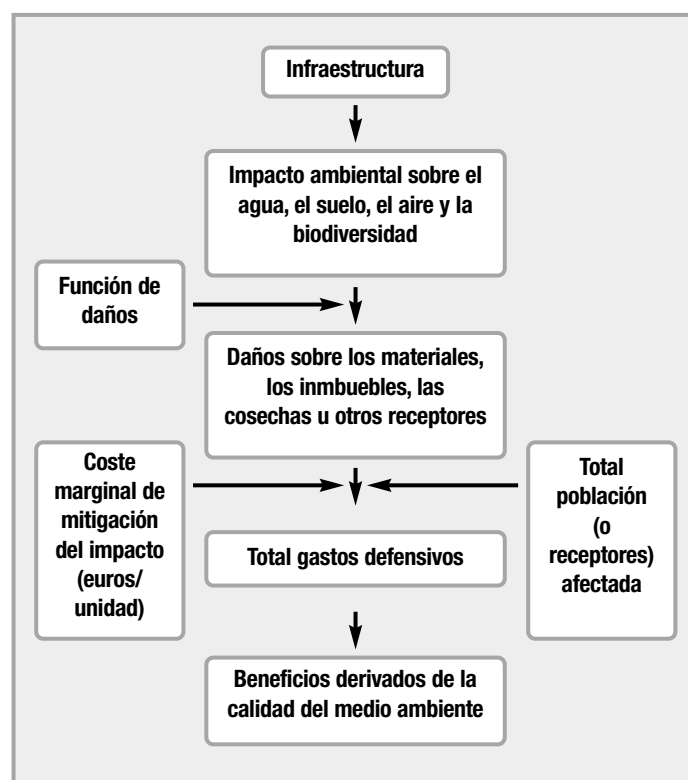 Infraestructura
Impacto ambiental sobre el
agua, el suelo, el aire y la
biodiversidad
Función de
daños
Daños sobre los materiales,
los inmbuebles, las
cosechas u otros receptores
Coste
marginal de
mitigación
del impacto
(euros/
unidad)
Total
población
(o
receptores)
afectada
Total gastos defensivos
Beneficios derivados de la
calidad del medio ambiente